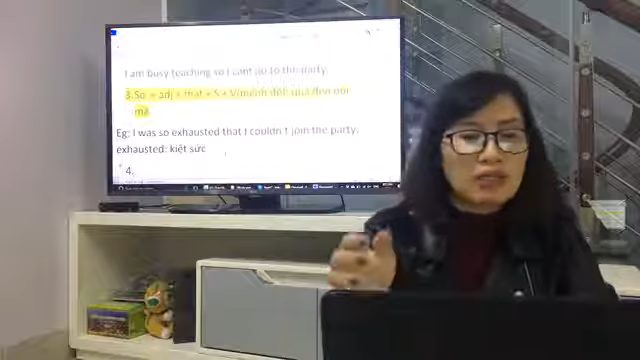 I am busy teaching so I cant go to the party.
3.So + adj + that + S + V/mệnh đề: quá đến nỗi
mà
Eg: I was so exhausted that I couldn't join the party.
exhausted: kiệt sức
4.